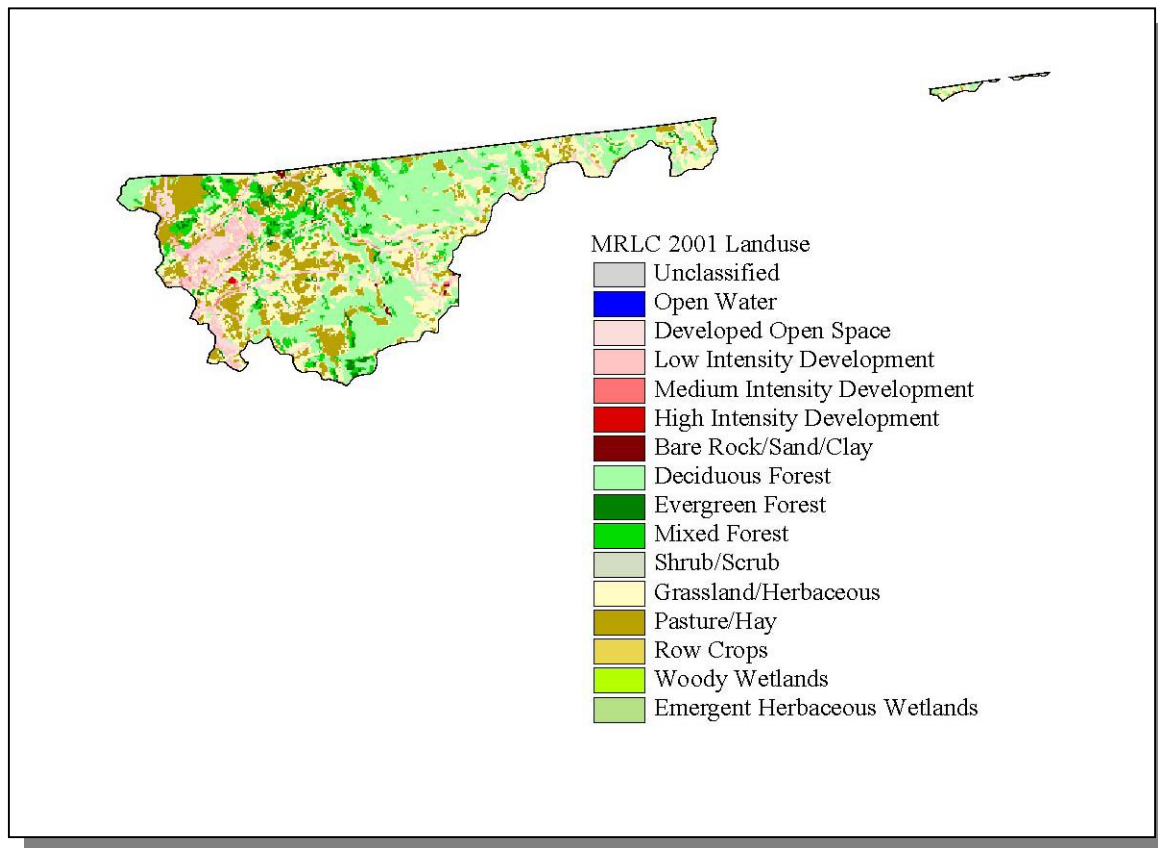 MRLC 2001 Landuse
Unclassified
Open Water
Developed Open Space
Low Intensity Development
Medium Intensity Development
High Intensity Development
Bare Rock/Sand/Clay
Deciduous Forest
Evergreen Forest
Mixed Forest
Shrub/Scrub
Grassland/Herbaceous
Pasture/Hay
Row Crops
Woody Wetlands
Emergent Herbaceous Wetlands